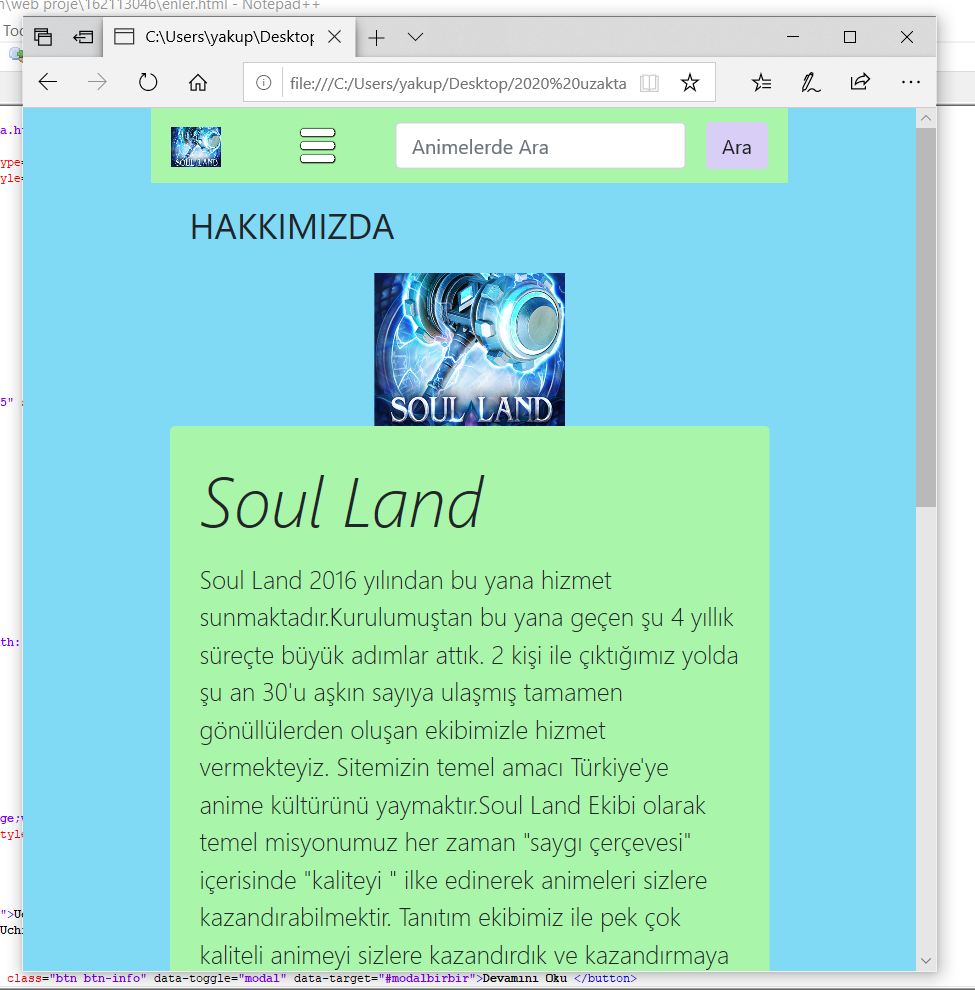 n\web proje\162113046\enler.html - Notepad++
C:\Users\yakup\Desktop
file:///C:/Users/yakup/Desktop/2020%20uzakta
SOUL LAND
Animelerde Ara
Ara
HAKKIMIZDA
SOUL LAND
Soul Land
Soul Land 2016 yılından bu yana hizmet
sunmaktadır.Kurulumuştan bu yana geçen şu 4 yıllık
süreçte büyük adımlar attık. 2 kişi ile çıktığımız yolda
şu an 30'u aşkın sayıya ulaşmış tamamen
gönüllülerden oluşan ekibimizle hizmet
vermekteyiz. Sitemizin temel amacı Türkiye'ye
anime kültürünü yaymaktır.Soul Land Ekibi olarak
temel misyonumuz her zaman "saygı çerçevesi"
içerisinde "kaliteyi " ilke edinerek animeleri sizlere
kazandırabilmektir. Tanıtım ekibimiz ile pek çok
kaliteli animeyi sizlere kazandırdık ve kazandırmaya
class="btn btn-info" data-toggle="modal" data-target="#modalbirbir">Devamını Oku </button>